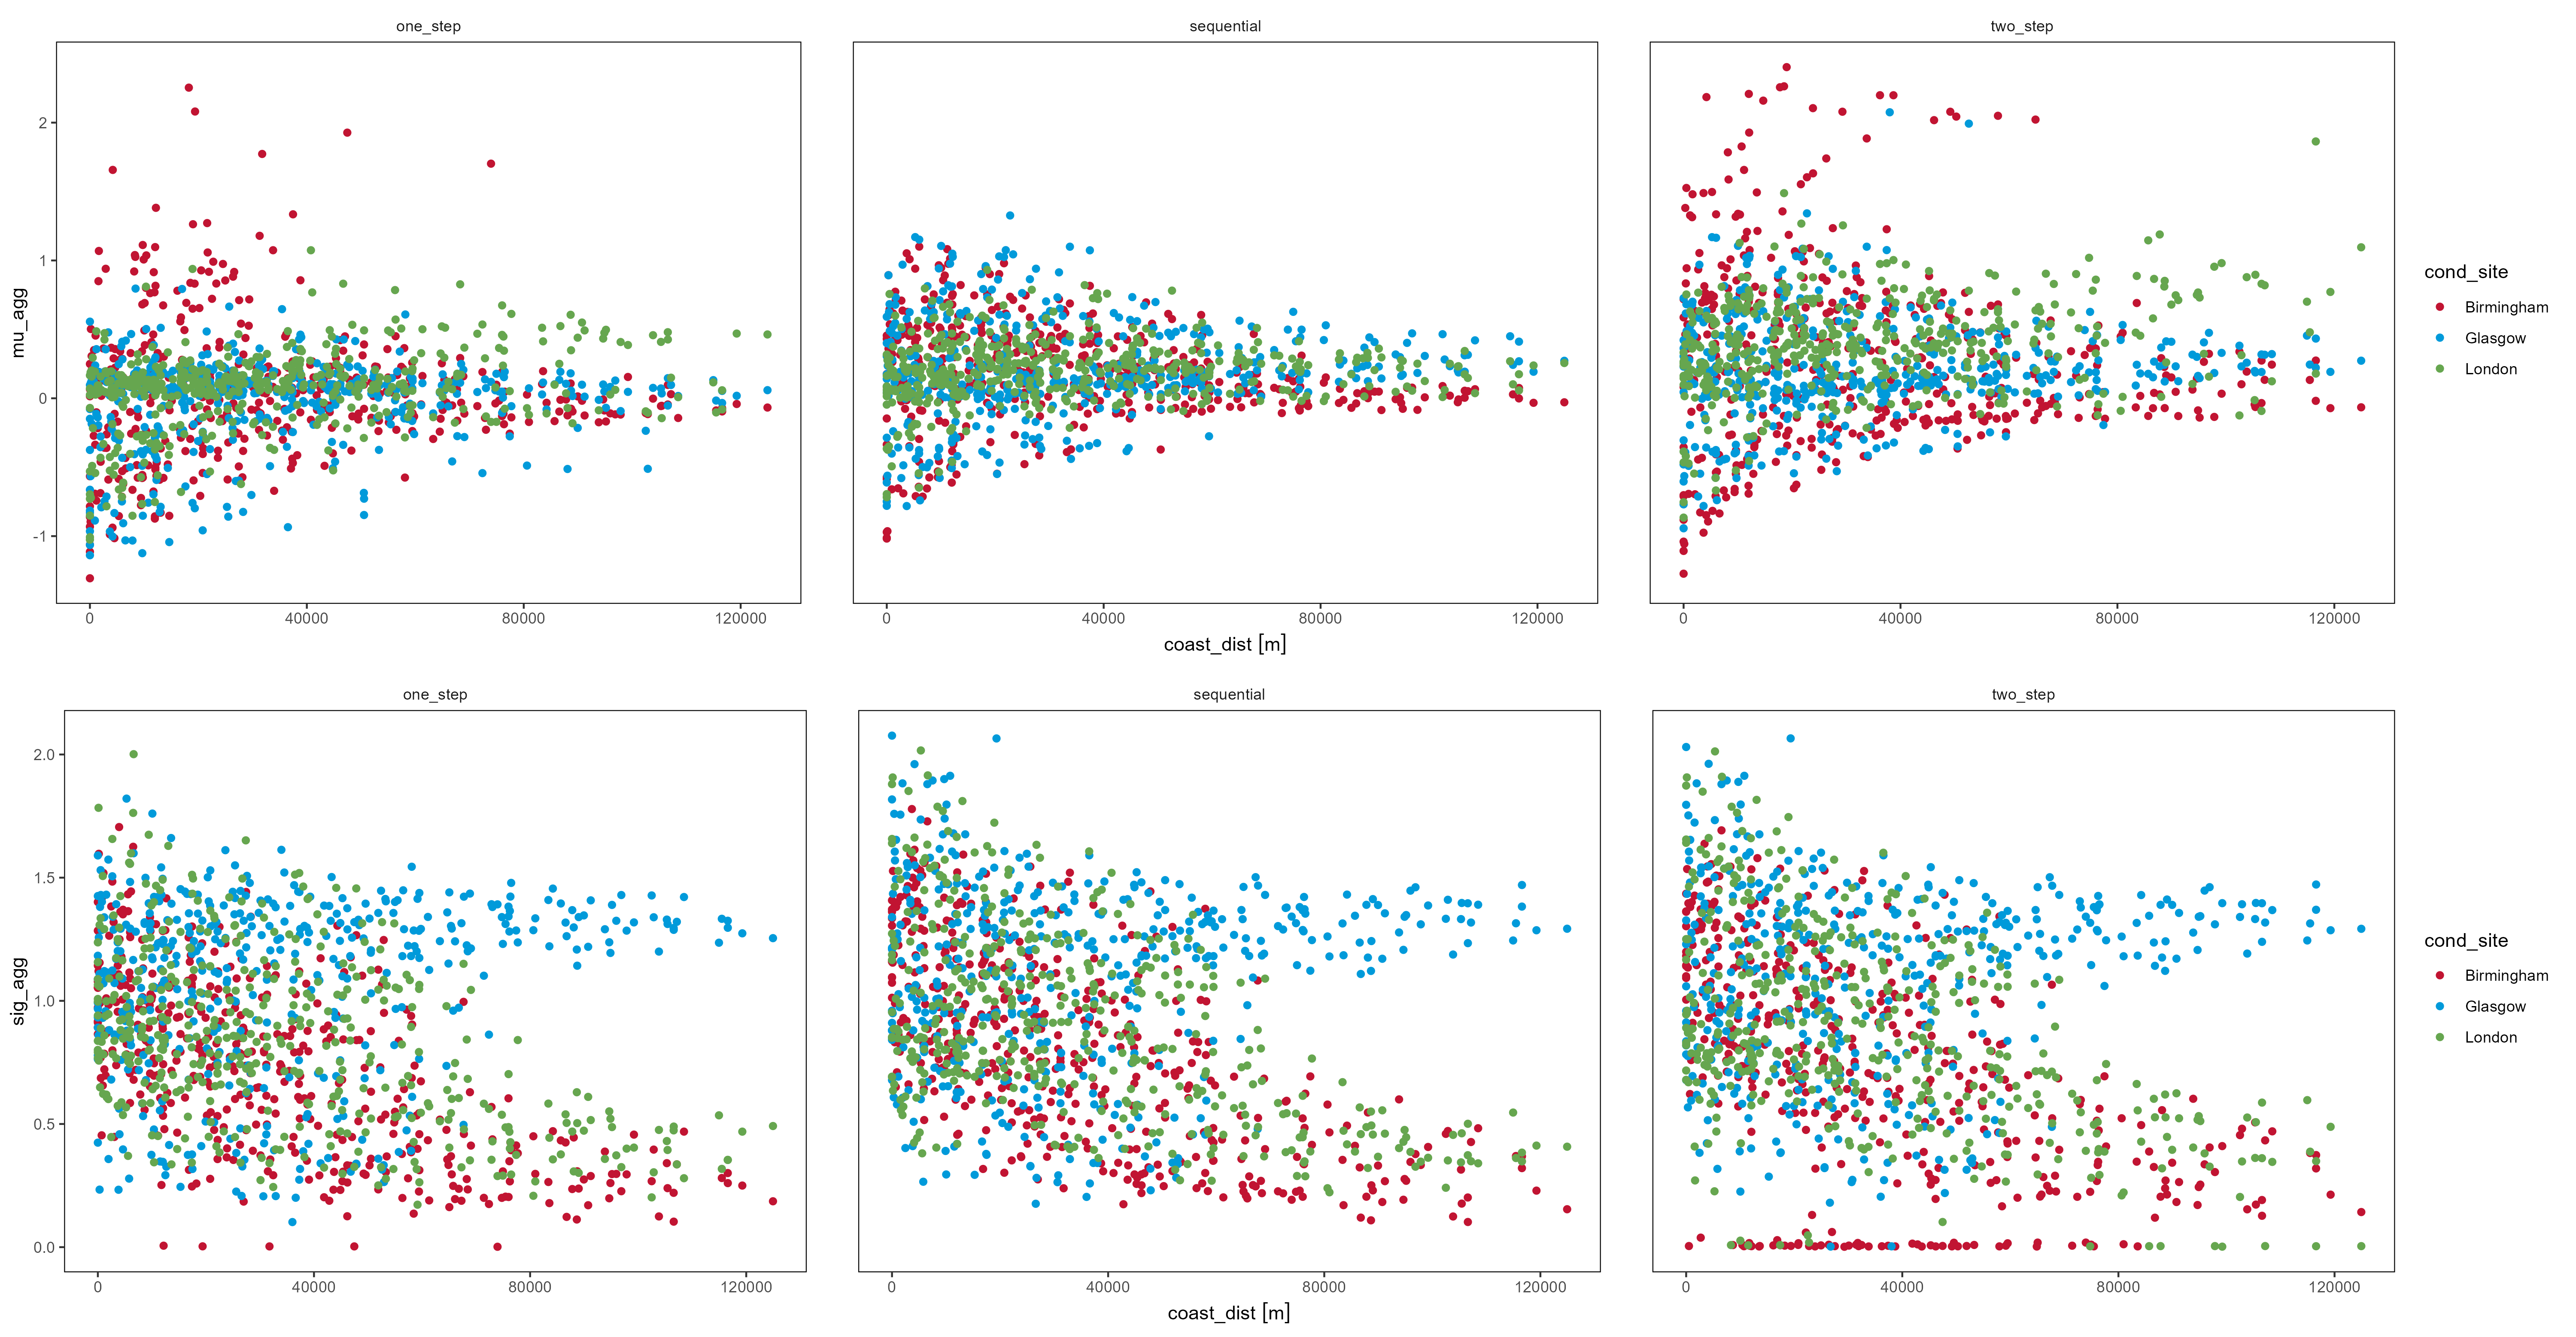 one_step
sequential
two_step
mu_agg
2
1
0
-1
0 40000 80000 120000
0 40000 80000 120000
0 40000 80000 120000
coast_dist [m]
cond_site
Birmingham
Glasgow
London
one_step
sequential
two_step
sig_agg
2.0
1.5
1.0
0.5
0.0
0 40000 80000 120000
0 40000 80000 120000
0 40000 80000 120000
coast_dist [m]
cond_site
Birmingham
Glasgow
London